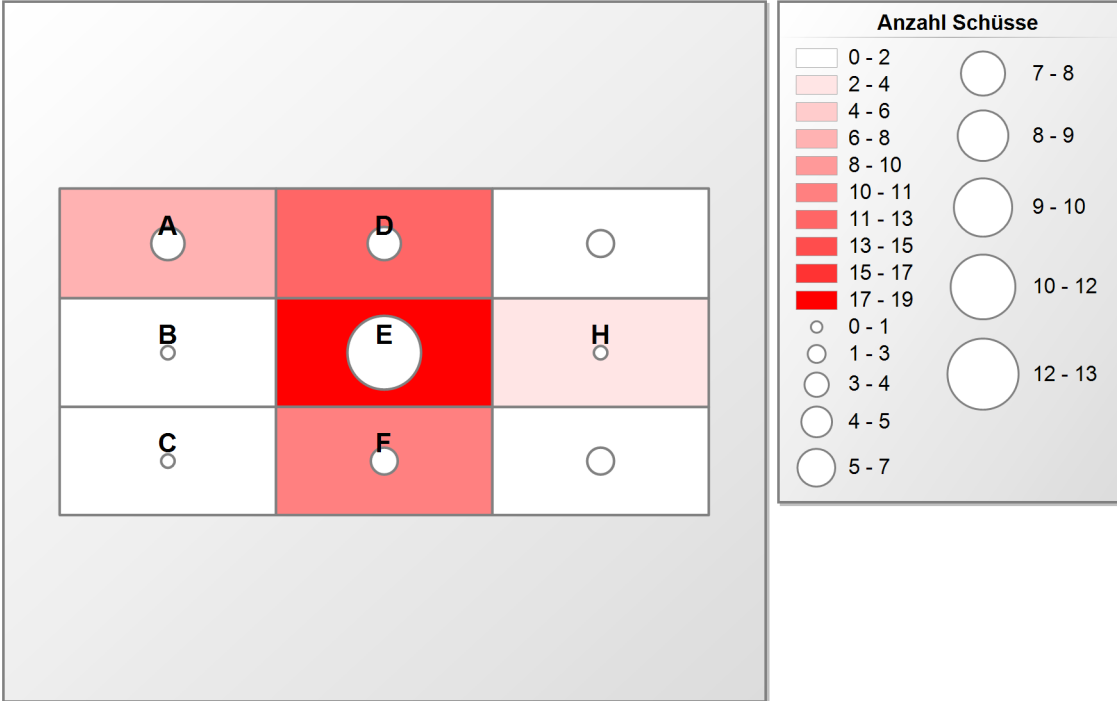 A
D
B
E
H
C
F
Anzahl Schüsse
0 - 2
2 - 4
4 - 6
6 - 8
8 - 10
10 - 11
11 - 13
13 - 15
15 - 17
17 - 19
0 - 1
1 - 3
3 - 4
4 - 5
5 - 7
7 - 8
8 - 9
9 - 10
10 - 12
12 - 13